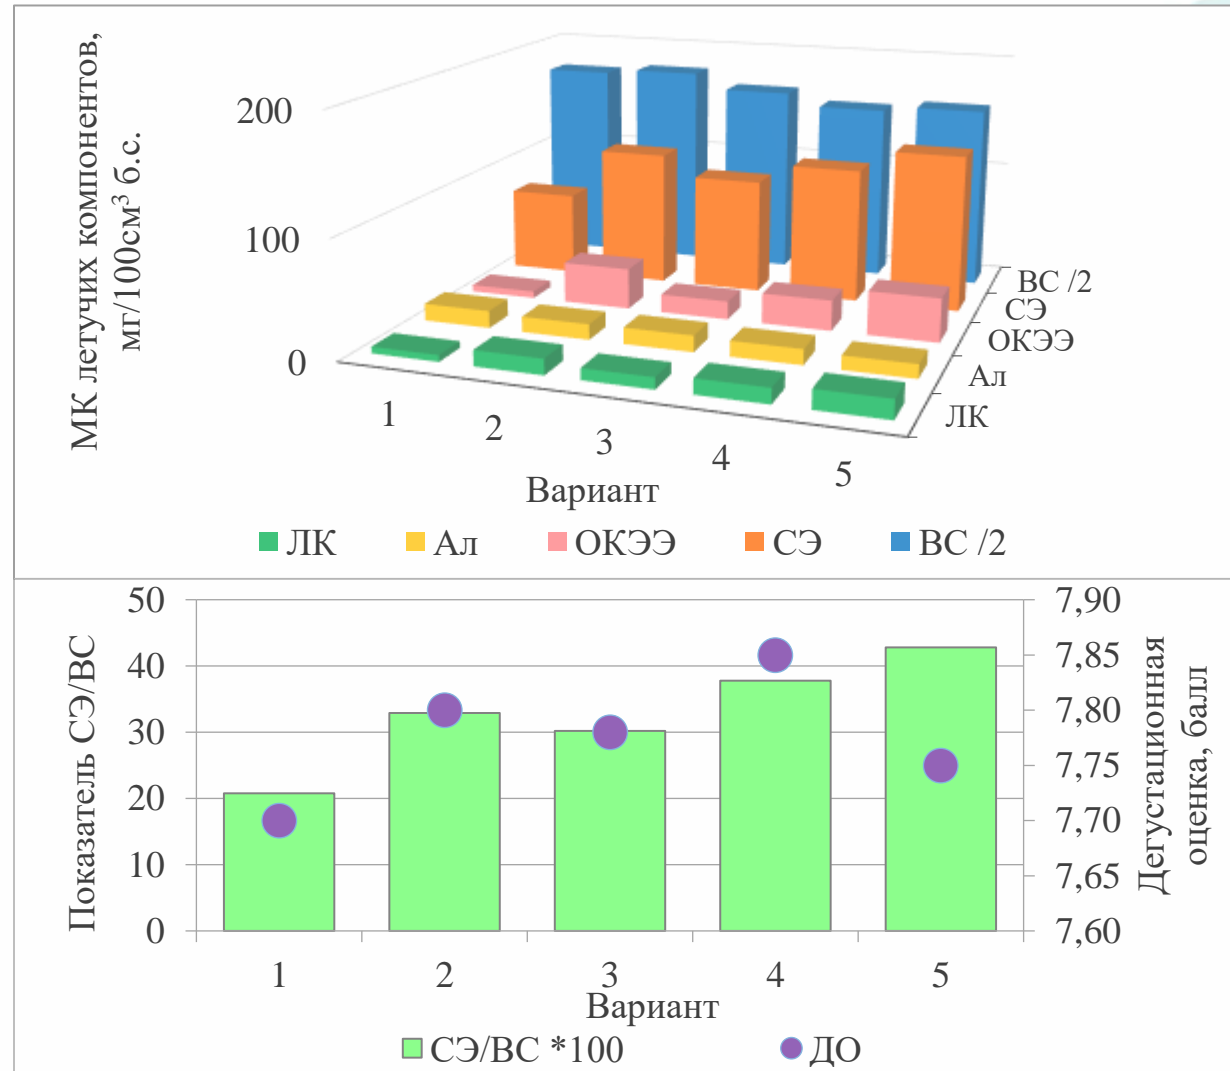 МК летучих компонентов,
мг/100см³ б.с.
200
100
0
1
2
3
4
5
Вариант
ВС /2
СЭ
ОКЭЭ
Ал
ЛК
ЛК Ал ОКЭЭ СЭ ВС /2
Показатель СЭ/ВС
50
40
30
20
10
0
7,90
7,85
7,80
7,75
7,70
7,65
7,60
Дегустационная
оценка, балл
1 2 3 4 5
Вариант
СЭ/ВС *100 ДО